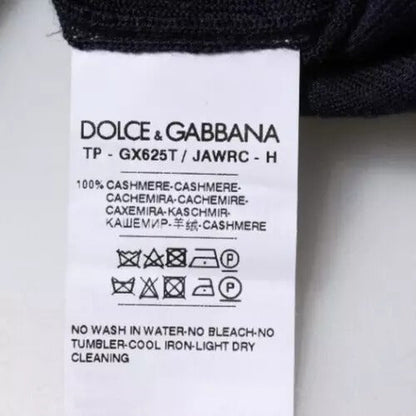 DOLCE & GABBANA
TP - GX625T / JAWRC - H
100% CASHMERE-CASHMERE-
CACHEMIRA-CACHEMIRE-
CAXEMIRA-KASCHMIR-
КАШЕМИР-羊绒-CASHMERE
P
P
NO WASH IN WATER-NO BLEACH-NO
TUMBLER-COOL IRON-LIGHT DRY
CLEANING